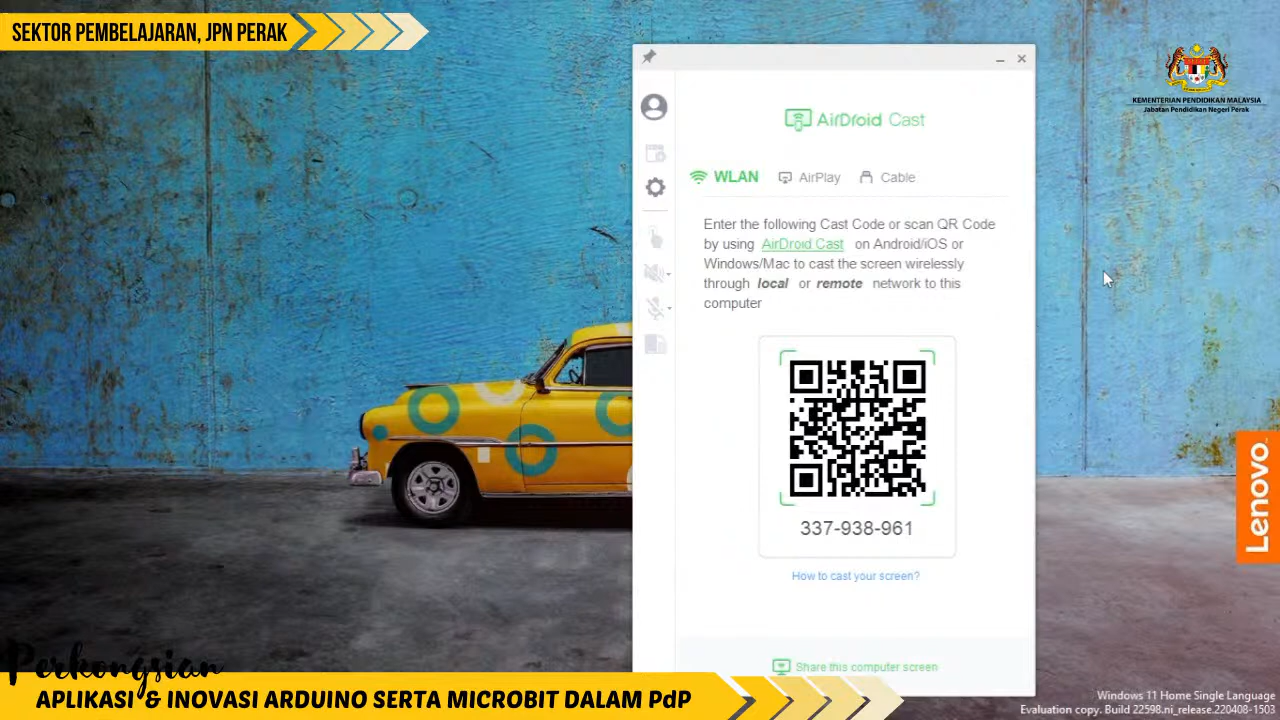 SEKTOR PEMBELAJARAN, JPN PERAK
KEMENTERIAN PENDIDIKAN MALAYSIA
Jabatan Pendidikan Negeri Perak
AirDroid Cast
WLAN
AirPlay
Cable
Enter the following Cast Code or scan QR Code
by using AirDroid Cast on Android/iOS or
Windows/Mac to cast the screen wirelessly
through local or remote network to this
computer
337-938-961
How to cast your screen?
Share this computer screen
Lenovo
Perkongsian
APLIKASI & INOVASI ARDUINO SERTA MICROBIT DALAM PdP
Windows 11 Home Single Language
Evaluation copy. Build 22598.ni_release.220408-1503